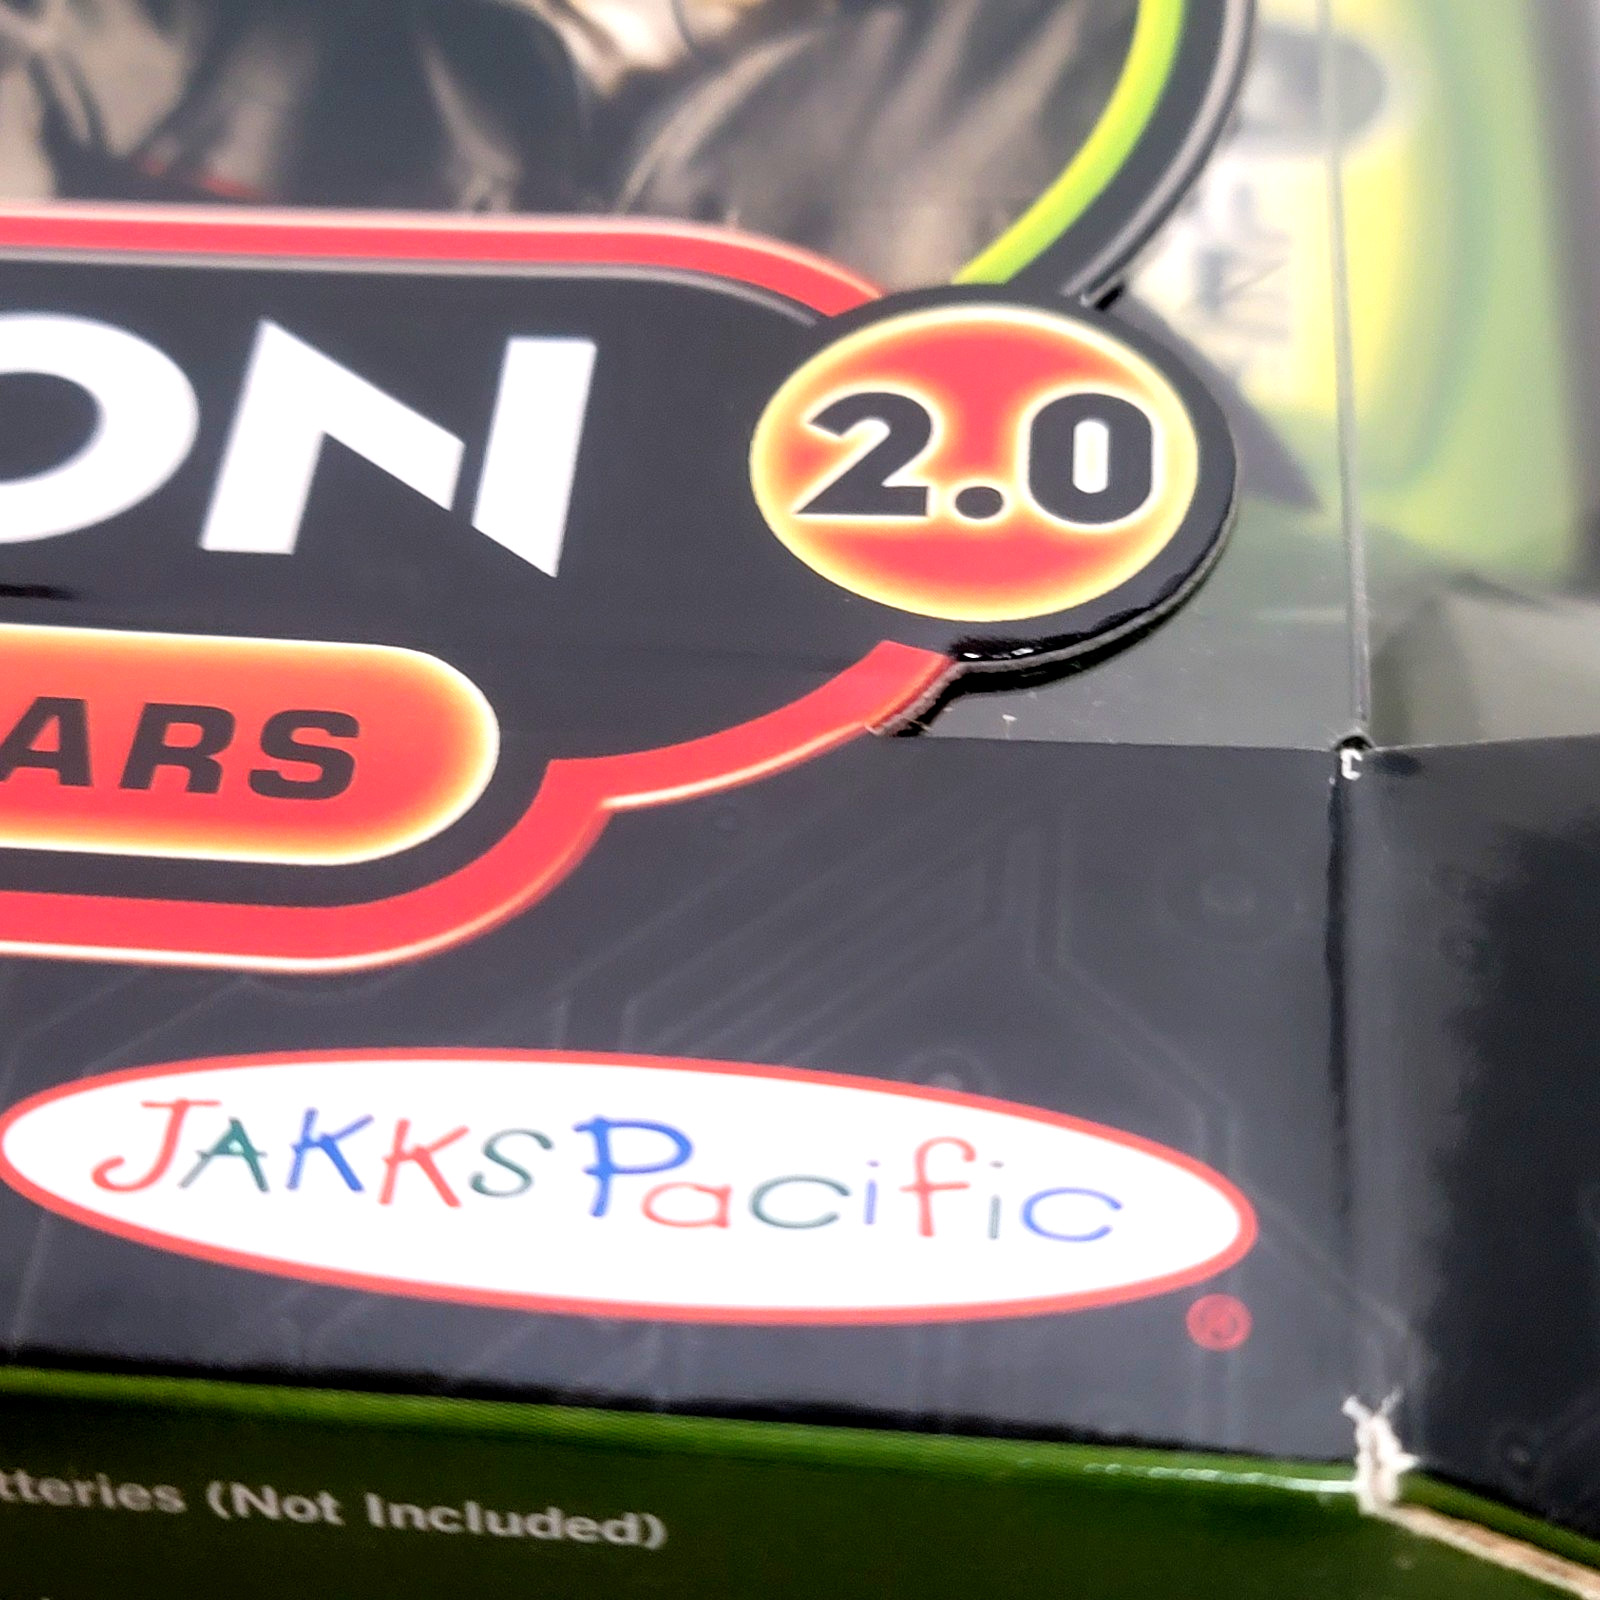 ON
2.0
ARS
JAKKS Pacific
®
tteries (Not Included)